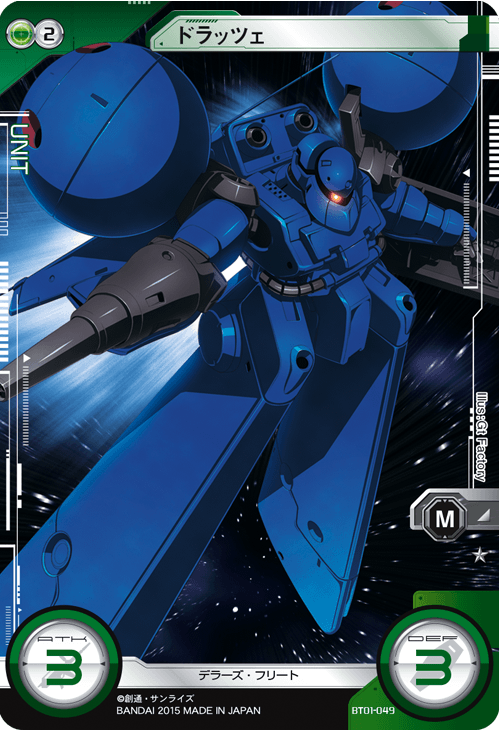 2
ドラッツェ
UNIT
Illus:Gt Factory
M
ATK
3
DEF
3
デラーズ・フリート
©創通・サンライズ
BANDAI 2015 MADE IN JAPAN
BT01-049